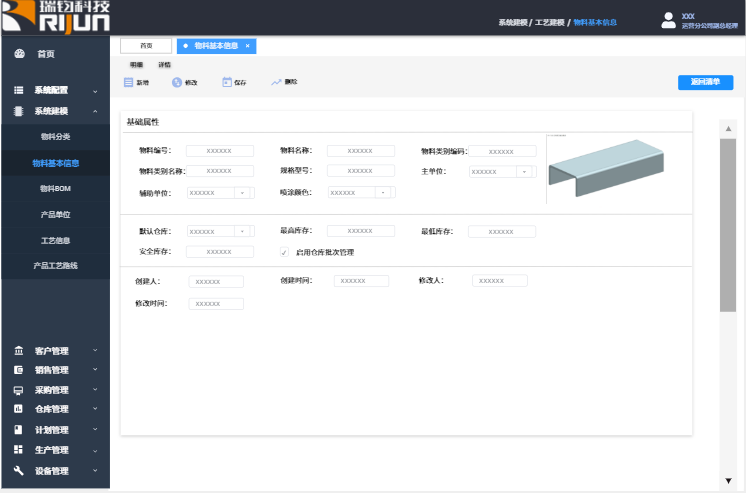 瑞钧科技
RIJUN
系统建模 / 工艺建模 / 物料基本信息
XXX
运营分公司副总经理
首页
系统配置
系统建模
物料分类
物料基本信息
物料BOM
产品单位
工艺信息
产品工艺路线
客户管理
销售管理
采购管理
仓库管理
计划管理
生产管理
设备管理
首页
物料基本信息 ×
明细 详情
新增 修改 保存 删除
返回清单
基础属性
物料编号: XXXXXX 物料名称: XXXXXX 物料类别编码: XXXXXX
物料类别名称: XXXXXX 规格型号: XXXXXX 主单位: XXXXXX
辅助单位: XXXXXX 喷涂颜色: XXXXXX
默认仓库: XXXXXX 最高库存: XXXXXX 最低库存: XXXXXX
安全库存: XXXXXX 启用仓库批次管理
创建人: XXXXXX 创建时间: XXXXXX 修改人: XXXXXX
修改时间: XXXXXX